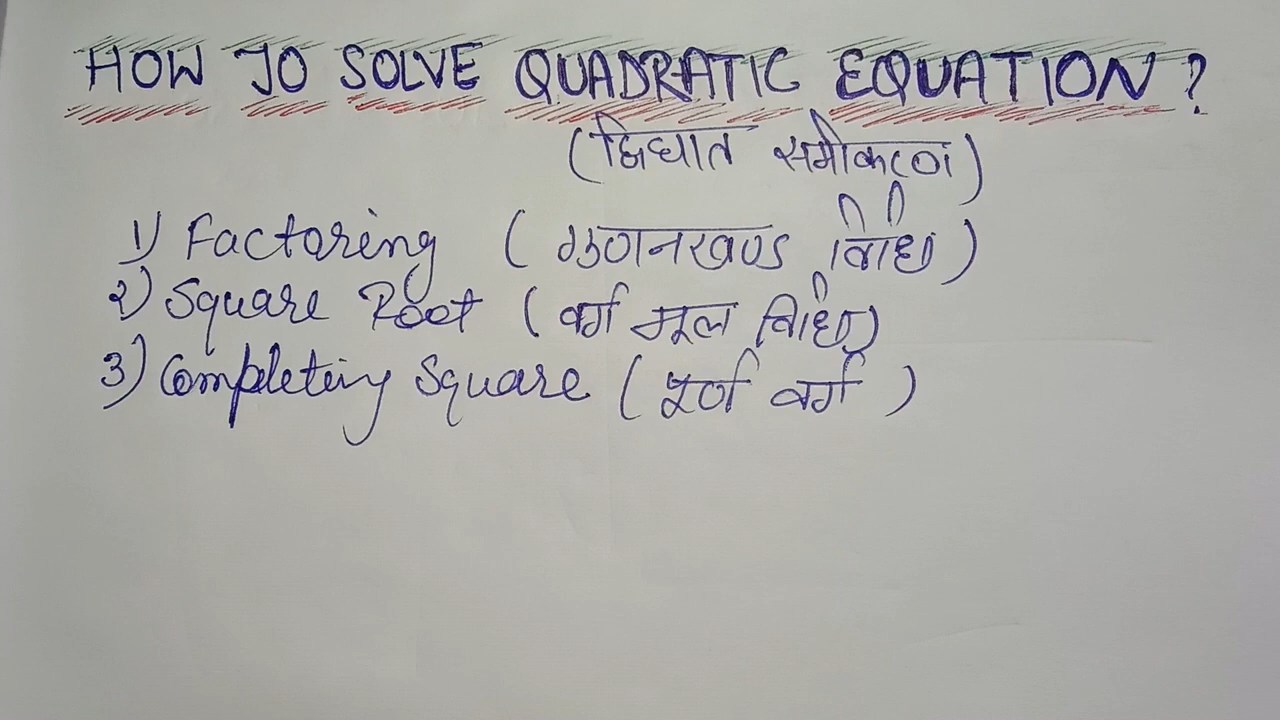 HOW TO SOLVE QUADRATIC EQUATION ?
(द्विघात समीकरण)
1) Factoring ( गुणनखण्ड विधि )
2) Square Root ( वर्ग मूल विधि )
3) Completing Square ( पूर्ण वर्ग )